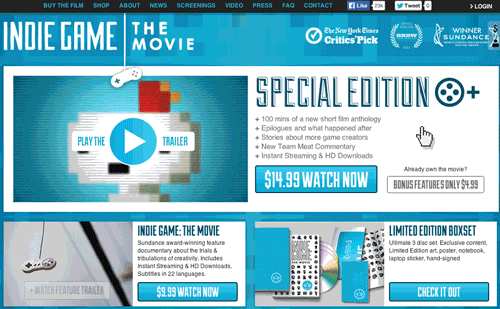 BUY THE FILM SHOP ABOUT NEWS SCREENINGS VIDEO PRESS FAQ Like 29k Tweet 0 > LOGIN
INDIE GAME THE MOVIE
The New York Times
Critics' Pick
SXSW
WINNER
SUNDANCE
SPECIAL EDITION +
+ 100 mins of a new short film anthology
+ Epilogues and what happened after
+ Stories about more game creators
+ New Team Meat Commentary
+ Instant Streaming & HD Downloads
PLAY THE TRAILER
$14.99 WATCH NOW
Already own the movie?
BONUS FEATURES ONLY $4.99
INDIE GAME: THE MOVIE
Sundance award-winning feature
documentary about the trials &
tribulations of creativity. Includes
Instant Streaming & HD Downloads,
Subtitles in 22 languages.
+WATCH FEATURE TRAILER
$9.99 WATCH NOW
LIMITED EDITION BOXSET
Ultimate 3 disc set. Exclusive content,
Limited Edition art, poster, notebook,
laptop sticker, hand-signed
CHECK IT OUT